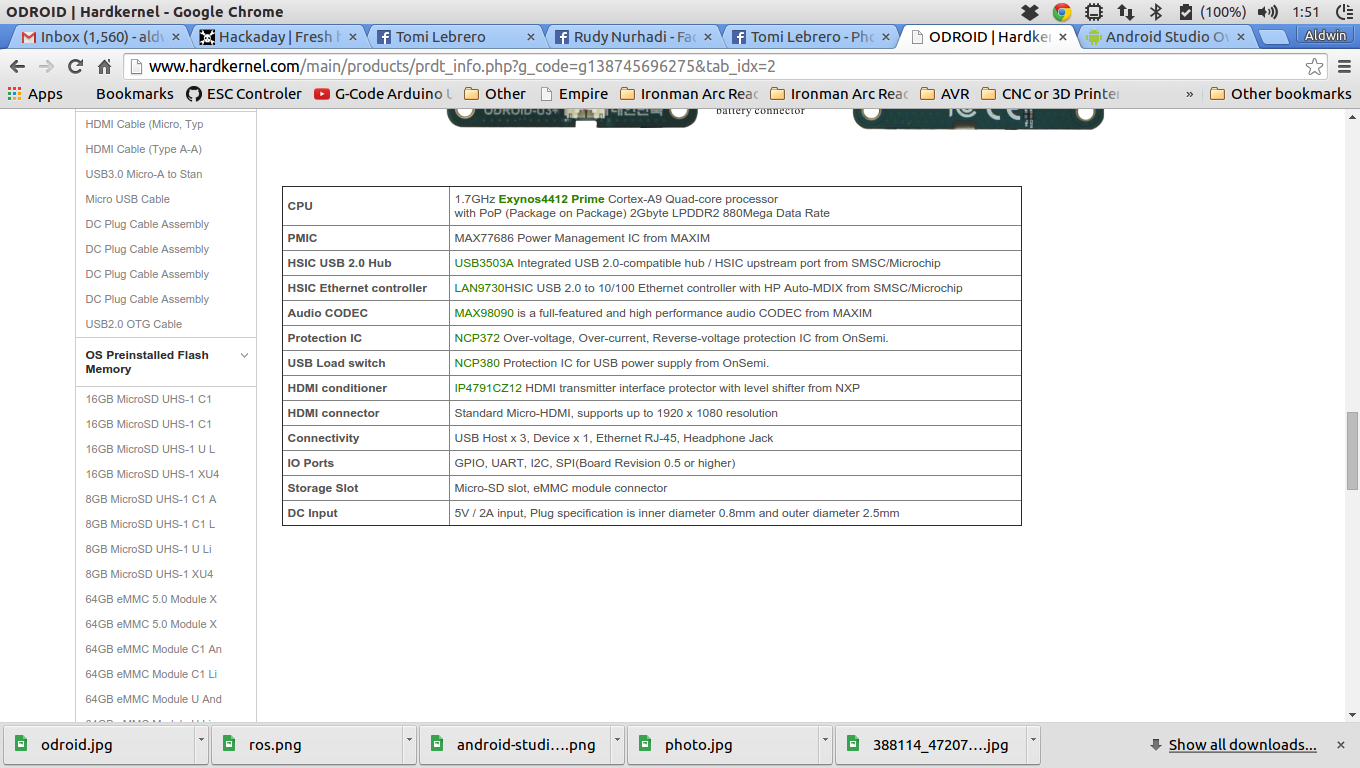 ODROID | Hardkernel - Google Chrome
(100%)
1:51
Inbox (1,560) - aldw
Hackaday | Fresh h
Tomi Lebrero
Rudy Nurhadi - Fac
Tomi Lebrero - Pho
ODROID | Hardker
Android Studio Ov
Aldwin
www.hardkernel.com/main/products/prdt_info.php?g_code=g138745696275&tab_idx=2
Apps
Bookmarks
ESC Controler
G-Code Arduino U
Other
Empire
Ironman Arc Reac
Ironman Arc Reac
AVR
CNC or 3D Printer
»
Other bookmarks
battery connector
HDMI Cable (Micro, Typ
HDMI Cable (Type A-A)
USB3.0 Micro-A to Stan
Micro USB Cable
DC Plug Cable Assembly
DC Plug Cable Assembly
DC Plug Cable Assembly
DC Plug Cable Assembly
USB2.0 OTG Cable
OS Preinstalled Flash
Memory
16GB MicroSD UHS-1 C1
16GB MicroSD UHS-1 C1
16GB MicroSD UHS-1 U L
16GB MicroSD UHS-1 XU4
8GB MicroSD UHS-1 C1 A
8GB MicroSD UHS-1 C1 L
8GB MicroSD UHS-1 U Li
8GB MicroSD UHS-1 XU4
64GB eMMC 5.0 Module X
64GB eMMC 5.0 Module X
64GB eMMC Module C1 An
64GB eMMC Module C1 Li
64GB eMMC Module U And
CPU
1.7GHz Exynos4412 Prime Cortex-A9 Quad-core processor
with PoP (Package on Package) 2Gbyte LPDDR2 880Mega Data Rate
PMIC
MAX77686 Power Management IC from MAXIM
HSIC USB 2.0 Hub
USB3503A Integrated USB 2.0-compatible hub / HSIC upstream port from SMSC/Microchip
HSIC Ethernet controller
LAN9730HSIC USB 2.0 to 10/100 Ethernet controller with HP Auto-MDIX from SMSC/Microchip
Audio CODEC
MAX98090 is a full-featured and high performance audio CODEC from MAXIM
Protection IC
NCP372 Over-voltage, Over-current, Reverse-voltage protection IC from OnSemi.
USB Load switch
NCP380 Protection IC for USB power supply from OnSemi.
HDMI conditioner
IP4791CZ12 HDMI transmitter interface protector with level shifter from NXP
HDMI connector
Standard Micro-HDMI, supports up to 1920 x 1080 resolution
Connectivity
USB Host x 3, Device x 1, Ethernet RJ-45, Headphone Jack
IO Ports
GPIO, UART, I2C, SPI(Board Revision 0.5 or higher)
Storage Slot
Micro-SD slot, eMMC module connector
DC Input
5V / 2A input, Plug specification is inner diameter 0.8mm and outer diameter 2.5mm
odroid.jpg
ros.png
android-studi....png
photo.jpg
388114_47207....jpg
Show all downloads...